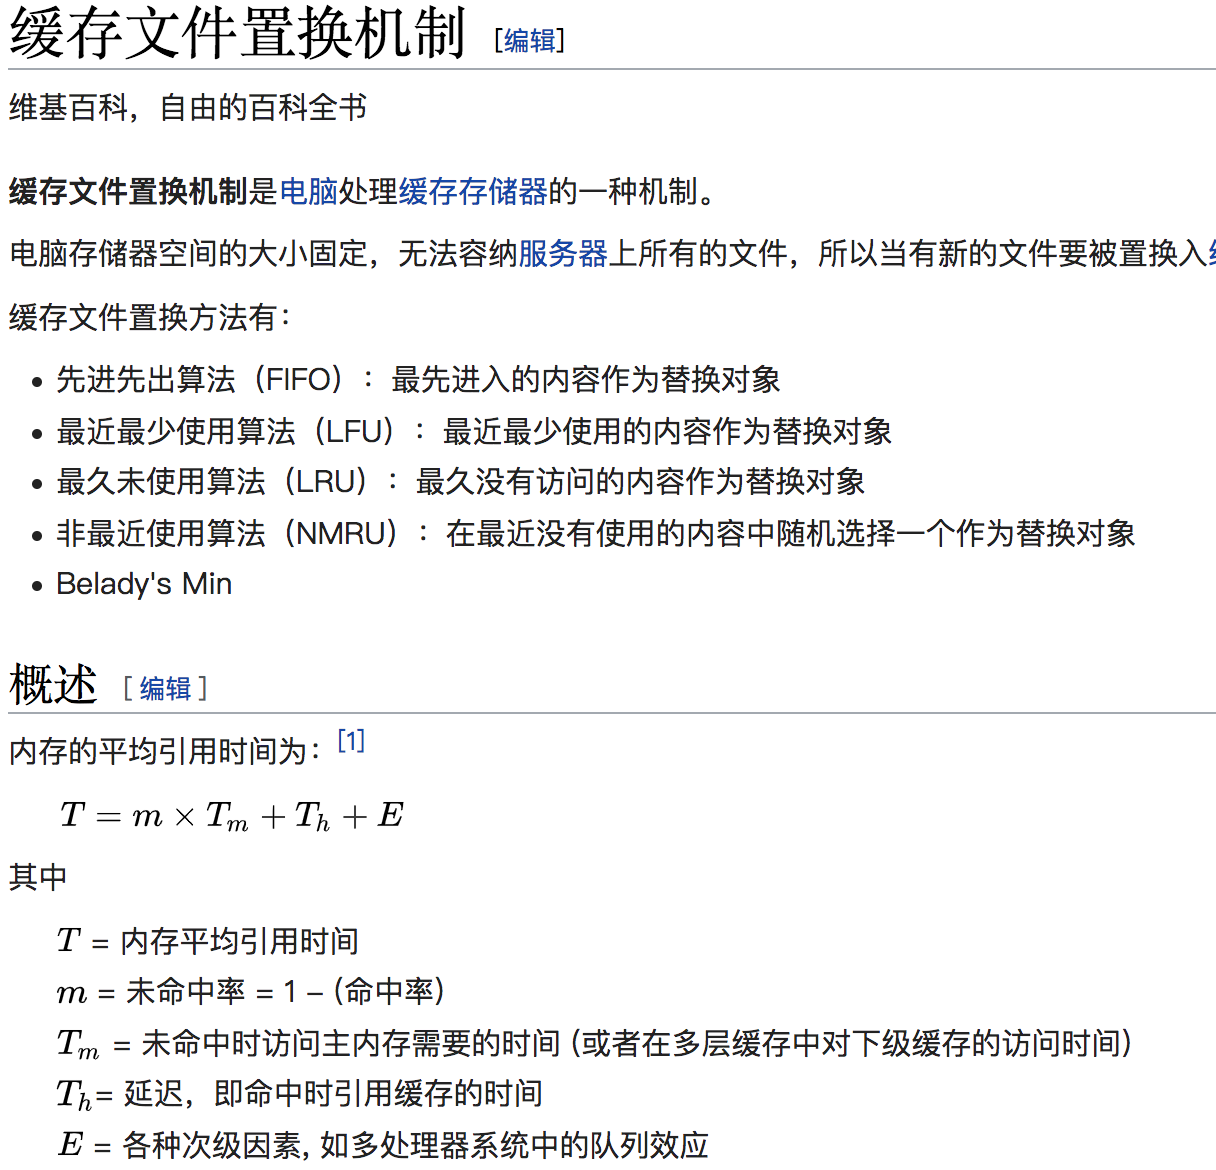 缓存文件置换机制 [编辑]
维基百科，自由的百科全书
缓存文件置换机制是电脑处理缓存存储器的一种机制。
电脑存储器空间的大小固定，无法容纳服务器上所有的文件，所以当有新的文件要被置换入
缓存文件置换方法有：
• 先进先出算法（FIFO）：最先进入的内容作为替换对象
• 最近最少使用算法（LFU）：最近最少使用的内容作为替换对象
• 最久未使用算法（LRU）：最久没有访问的内容作为替换对象
• 非最近使用算法（NMRU）：在最近没有使用的内容中随机选择一个作为替换对象
• Belady's Min
概述 [编辑]
内存的平均引用时间为：[1]
T = m × Tₘ + Tₕ + E
其中
T = 内存平均引用时间
m = 未命中率 = 1 – (命中率)
Tₘ = 未命中时访问主内存需要的时间 (或者在多层缓存中对下级缓存的访问时间)
Tₕ= 延迟，即命中时引用缓存的时间
E = 各种次级因素, 如多处理器系统中的队列效应